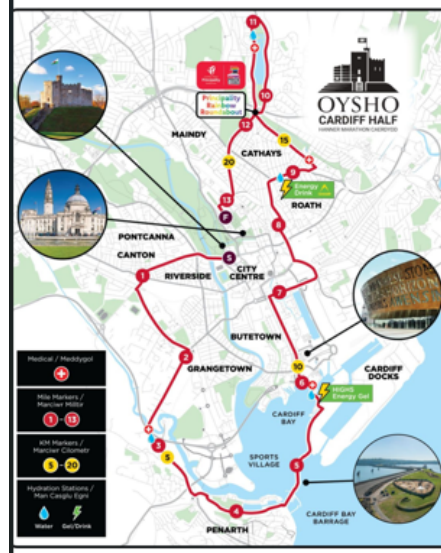 11
10
Principality
Rainbow
Roundabout
12
OYSHO
CARDIFF HALF
HANNER MARATHON CAERDYDD
MAINDY
CATHAYS
15
20
9
Energy
Drink
13
F
ROATH
8
PONTCANNA
CANTON
S
CITY
CENTRE
1
RIVERSIDE
7
BUTETOWN
2
GRANGETOWN
10
6
HIGH5
Energy Gel
CARDIFF
DOCKS
CARDIFF
BAY
3
5
SPORTS
VILLAGE
5
4
PENARTH
CARDIFF BAY
BARRAGE
Medical / Meddygol
Mile Markers /
Marciwr Milltir
1 - 13
KM Markers /
Marciwr Cilometr
5 - 20
Hydration Stations /
Man Casglu Egni
Water
Gel/Drink